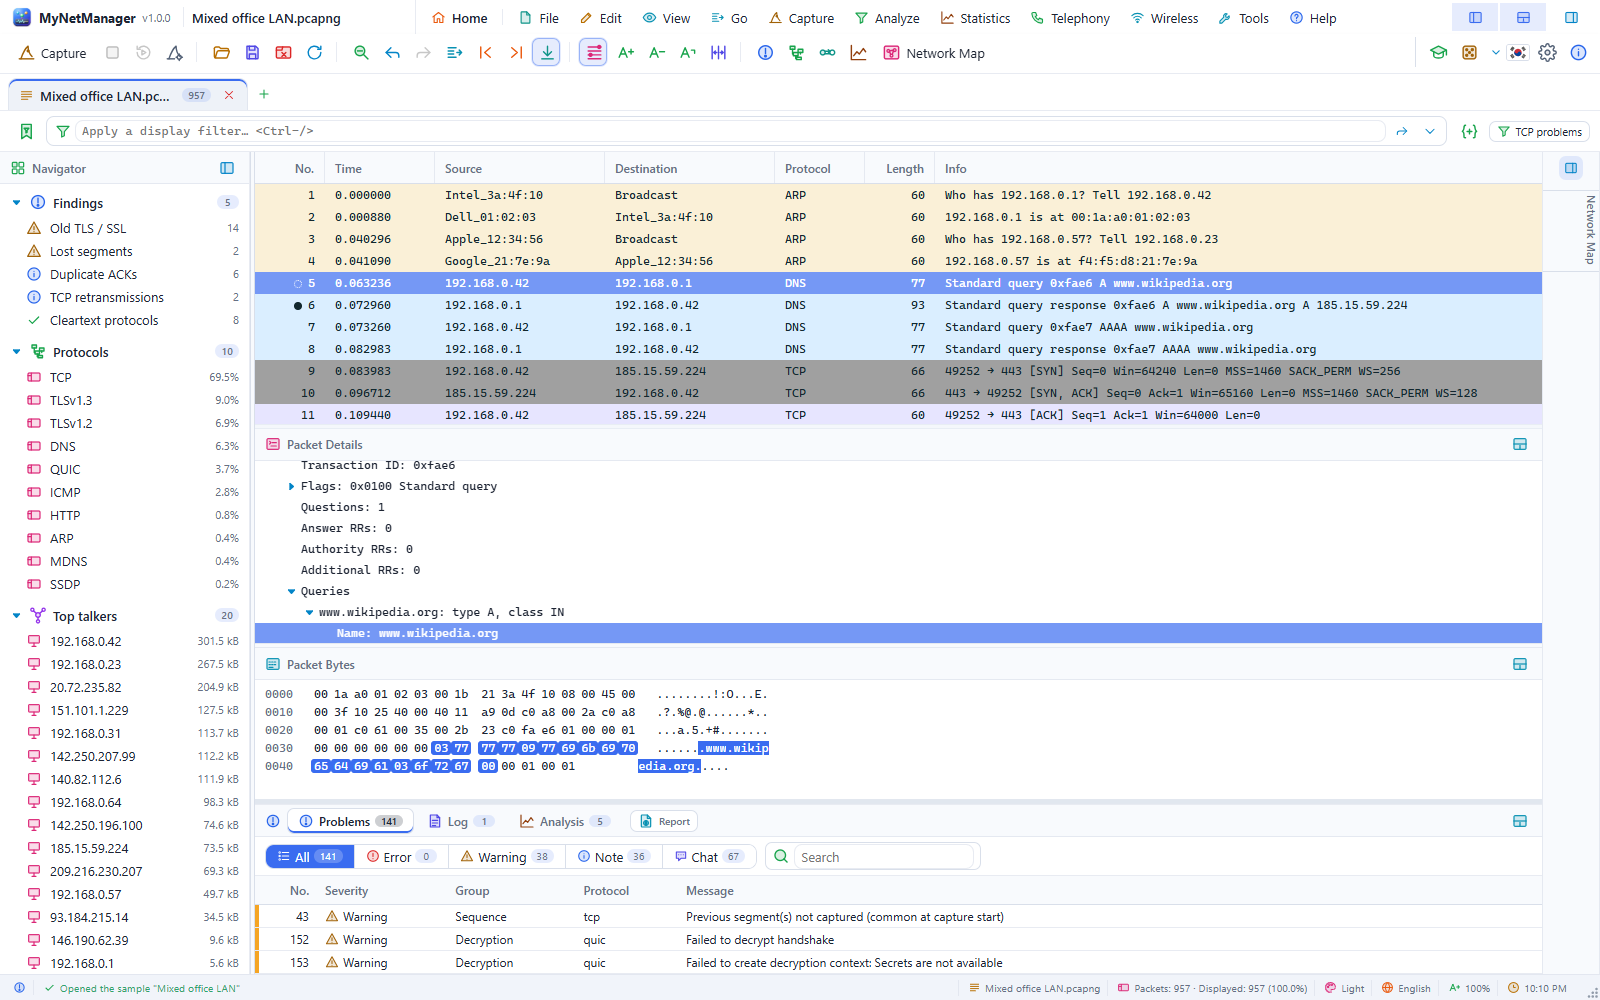 MyNetManager v1.0.0 Mixed office LAN.pcapng Home File Edit View Go Capture Analyze Statistics Telephony Wireless Tools Help
Capture A+ A- A Network Map
Mixed office LAN.pc... 957
Apply a display filter… <Ctrl-/> TCP problems
Navigator
Findings 5
Old TLS / SSL 14
Lost segments 2
Duplicate ACKs 6
TCP retransmissions 2
Cleartext protocols 8
Protocols 10
TCP 69.5%
TLSv1.3 9.0%
TLSv1.2 6.9%
DNS 6.3%
QUIC 3.7%
ICMP 2.8%
HTTP 0.8%
ARP 0.4%
MDNS 0.4%
SSDP 0.2%
Top talkers 20
192.168.0.42 301.5 kB
192.168.0.23 267.5 kB
20.72.235.82 204.9 kB
151.101.1.229 127.5 kB
192.168.0.31 113.7 kB
142.250.207.99 112.2 kB
140.82.112.6 111.9 kB
192.168.0.64 98.3 kB
142.250.196.100 74.6 kB
185.15.59.224 73.5 kB
209.216.230.207 69.3 kB
192.168.0.57 49.7 kB
93.184.215.14 34.5 kB
146.190.62.39 9.6 kB
192.168.0.1 5.6 kB
No. Time Source Destination Protocol Length Info
1 0.000000 Intel_3a:4f:10 Broadcast ARP 60 Who has 192.168.0.1? Tell 192.168.0.42
2 0.000880 Dell_01:02:03 Intel_3a:4f:10 ARP 60 192.168.0.1 is at 00:1a:a0:01:02:03
3 0.040296 Apple_12:34:56 Broadcast ARP 60 Who has 192.168.0.57? Tell 192.168.0.23
4 0.041090 Google_21:7e:9a Apple_12:34:56 ARP 60 192.168.0.57 is at f4:f5:d8:21:7e:9a
5 0.063236 192.168.0.42 192.168.0.1 DNS 77 Standard query 0xfae6 A www.wikipedia.org
6 0.072960 192.168.0.1 192.168.0.42 DNS 93 Standard query response 0xfae6 A www.wikipedia.org A 185.15.59.224
7 0.073260 192.168.0.42 192.168.0.1 DNS 77 Standard query 0xfae7 AAAA www.wikipedia.org
8 0.082983 192.168.0.1 192.168.0.42 DNS 77 Standard query response 0xfae7 AAAA www.wikipedia.org
9 0.083983 192.168.0.42 185.15.59.224 TCP 66 49252 → 443 [SYN] Seq=0 Win=64240 Len=0 MSS=1460 SACK_PERM WS=256
10 0.096712 185.15.59.224 192.168.0.42 TCP 66 443 → 49252 [SYN, ACK] Seq=0 Ack=1 Win=65160 Len=0 MSS=1460 SACK_PERM WS=128
11 0.109440 192.168.0.42 185.15.59.224 TCP 60 49252 → 443 [ACK] Seq=1 Ack=1 Win=64000 Len=0
Network Map
Packet Details
Transaction ID: 0xfae6
Flags: 0x0100 Standard query
Questions: 1
Answer RRs: 0
Authority RRs: 0
Additional RRs: 0
Queries
www.wikipedia.org: type A, class IN
Name: www.wikipedia.org
Packet Bytes
0000 00 1a a0 01 02 03 00 1b 21 3a 4f 10 08 00 45 00 ........!:O...E.
0010 00 3f 10 25 40 00 40 11 a9 0d c0 a8 00 2a c0 a8 .?.%@.@......*..
0020 00 01 c0 61 00 35 00 2b 23 c0 fa e6 01 00 00 01 ...a.5.+#.......
0030 00 00 00 00 00 00 03 77 77 77 09 77 69 6b 69 70 .......www.wikip
0040 65 64 69 61 03 6f 72 67 00 00 01 00 01 edia.org.....
Problems 141 Log 1 Analysis 5 Report
All 141 Error 0 Warning 38 Note 36 Chat 67 Search
No. Severity Group Protocol Message
43 Warning Sequence tcp Previous segment(s) not captured (common at capture start)
152 Warning Decryption quic Failed to decrypt handshake
153 Warning Decryption quic Failed to create decryption context: Secrets are not available
Opened the sample "Mixed office LAN" Mixed office LAN.pcapng Packets: 957 · Displayed: 957 (100.0%) Light English A+ 100% 10:10 PM